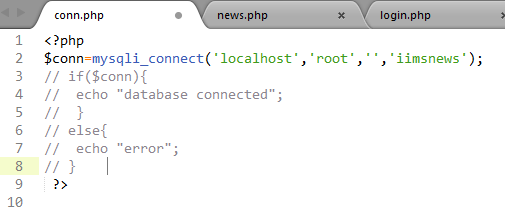 conn.php news.php login.php
1 <?php
2 $conn=mysqli_connect('localhost','root','','iimsnews');
3 // if($conn){
4 //  echo "database connected";
5 //  }
6 // else{
7 //  echo "error";
8 // }
9  ?>
10